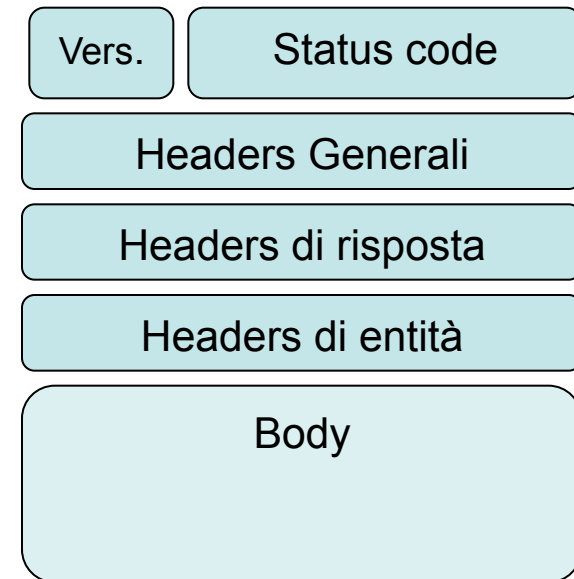 Vers. Status code
Headers Generali
Headers di risposta
Headers di entità
Body